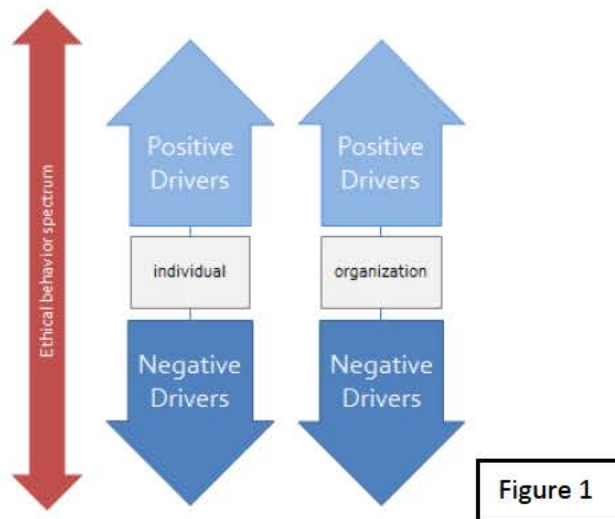 Ethical behavior spectrum
Positive
Drivers
Positive
Drivers
individual
organization
Negative
Drivers
Negative
Drivers
Figure 1